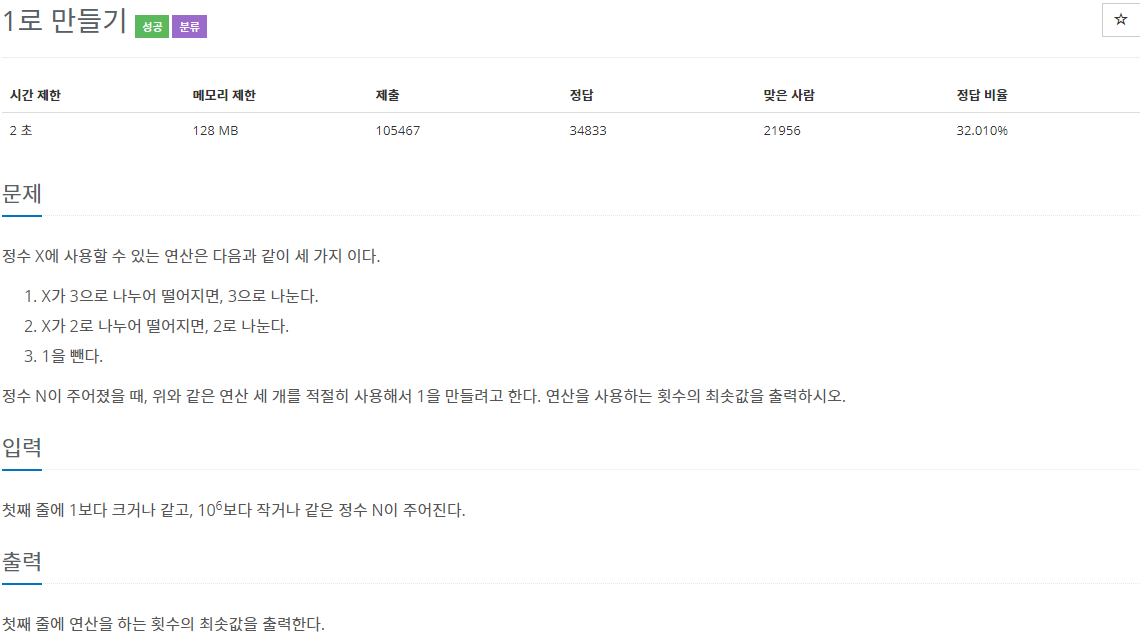 1로 만들기 성공 분류
☆
시간 제한 메모리 제한 제출 정답 맞은 사람 정답 비율
2 초 128 MB 105467 34833 21956 32.010%
문제
정수 X에 사용할 수 있는 연산은 다음과 같이 세 가지 이다.
1. X가 3으로 나누어 떨어지면, 3으로 나눈다.
2. X가 2로 나누어 떨어지면, 2로 나눈다.
3. 1을 뺀다.
정수 N이 주어졌을 때, 위와 같은 연산 세 개를 적절히 사용해서 1을 만들려고 한다. 연산을 사용하는 횟수의 최솟값을 출력하시오.
입력
첫째 줄에 1보다 크거나 같고, 10⁶보다 작거나 같은 정수 N이 주어진다.
출력
첫째 줄에 연산을 하는 횟수의 최솟값을 출력한다.